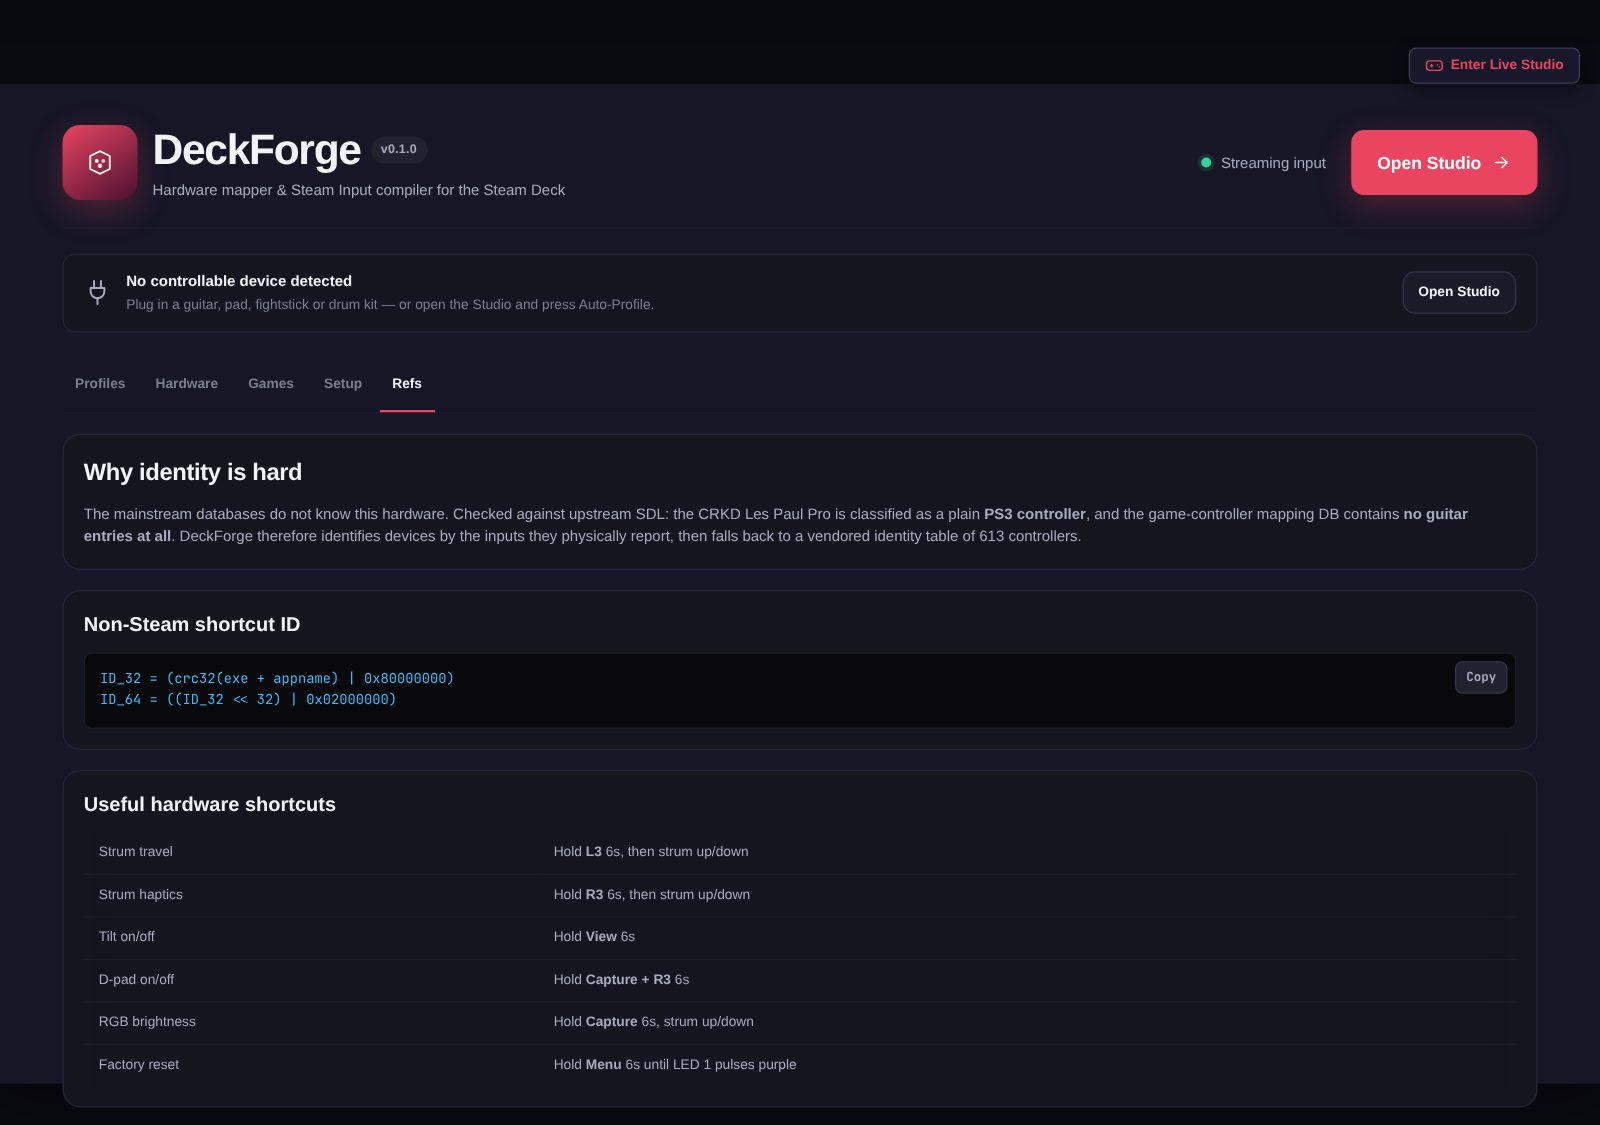 Enter Live Studio
DeckForge v0.1.0
Hardware mapper & Steam Input compiler for the Steam Deck
Streaming input
Open Studio
No controllable device detected
Plug in a guitar, pad, fightstick or drum kit — or open the Studio and press Auto-Profile.
Open Studio
Profiles Hardware Games Setup Refs
Why identity is hard
The mainstream databases do not know this hardware. Checked against upstream SDL: the CRKD Les Paul Pro is classified as a plain PS3 controller, and the game-controller mapping DB contains no guitar
entries at all. DeckForge therefore identifies devices by the inputs they physically report, then falls back to a vendored identity table of 613 controllers.
Non-Steam shortcut ID
ID_32 = (crc32(exe + appname) | 0x80000000)
ID_64 = ((ID_32 << 32) | 0x02000000)
Copy
Useful hardware shortcuts
Strum travel Hold L3 6s, then strum up/down
Strum haptics Hold R3 6s, then strum up/down
Tilt on/off Hold View 6s
D-pad on/off Hold Capture + R3 6s
RGB brightness Hold Capture 6s, strum up/down
Factory reset Hold Menu 6s until LED 1 pulses purple